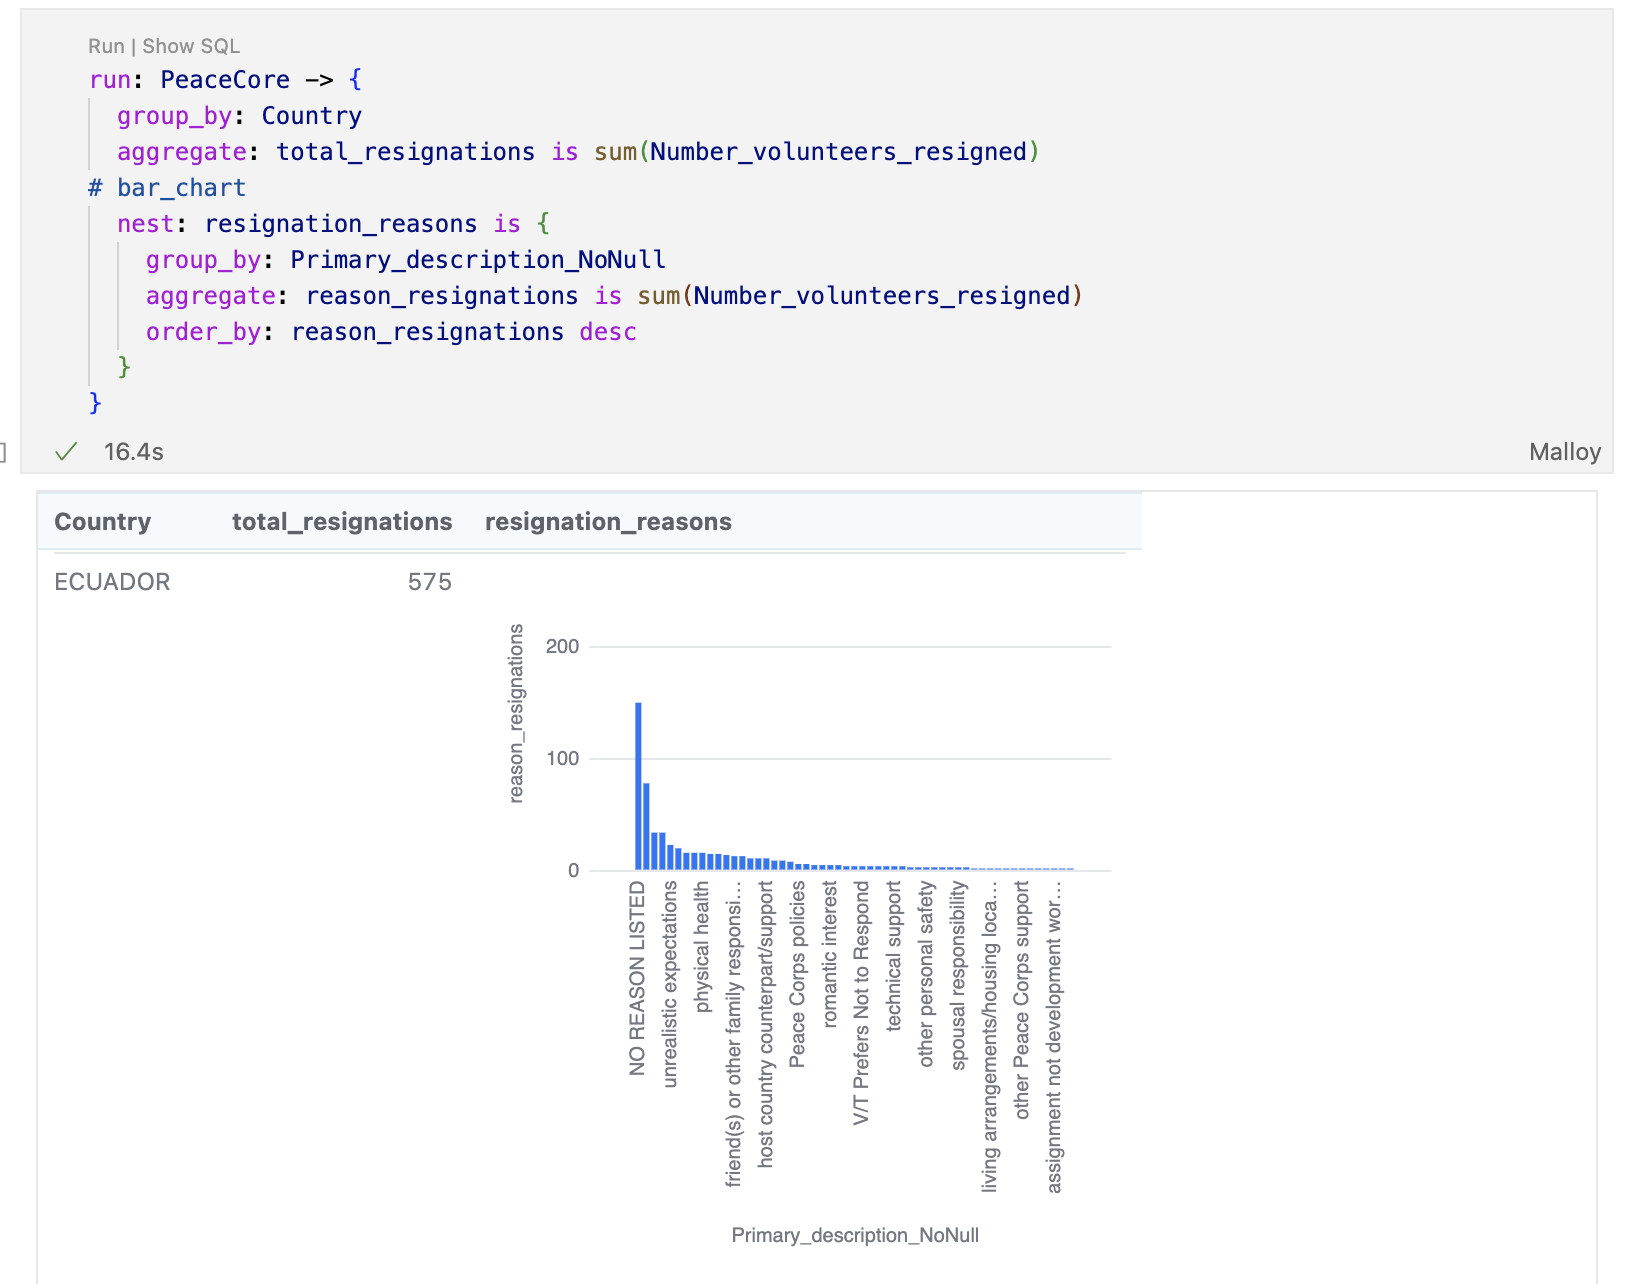 Run | Show SQL
run: PeaceCore -> {
group_by: Country
aggregate: total_resignations is sum(Number_volunteers_resigned)
# bar_chart
nest: resignation_reasons is {
group_by: Primary_description_NoNull
aggregate: reason_resignations is sum(Number_volunteers_resigned)
order_by: reason_resignations desc
}
}
] ✓ 16.4s Malloy
Country total_resignations resignation_reasons
ECUADOR 575
reason_resignations
200
100
0
NO REASON LISTED
unrealistic expectations
physical health
friend(s) or other family responsi...
host country counterpart/support
Peace Corps policies
romantic interest
V/T Prefers Not to Respond
technical support
other personal safety
spousal responsibility
living arrangements/housing loca...
other Peace Corps support
assignment not development wor...
Primary_description_NoNull